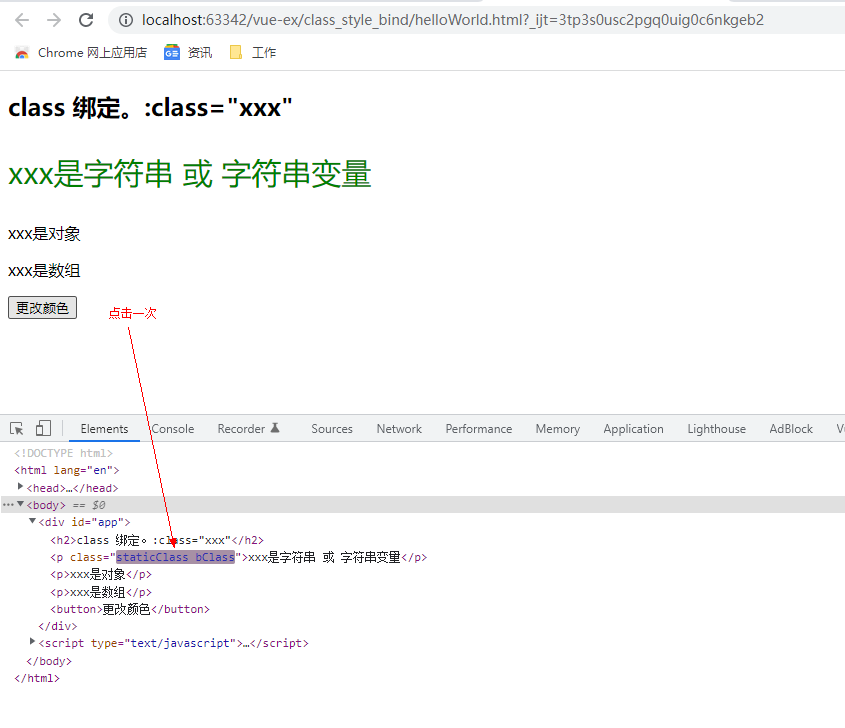 localhost:63342/vue-ex/class_style_bind/helloWorld.html?_ijt=3tp3s0usc2pgq0uig0c6nkgeb2
Chrome 网上应用店 资讯 工作
class 绑定。:class="xxx"
xxx是字符串 或 字符串变量
xxx是对象
xxx是数组
更改颜色 点击一次
Elements Console Recorder Sources Network Performance Memory Application Lighthouse AdBlock
<!DOCTYPE html>
<html lang="en">
<head>…</head>
<body> == $0
<div id="app">
<h2>class 绑定。:class="xxx"</h2>
<p class="staticClass bClass">xxx是字符串 或 字符串变量</p>
<p>xxx是对象</p>
<p>xxx是数组</p>
<button>更改颜色</button>
</div>
<script type="text/javascript">…</script>
</body>
</html>